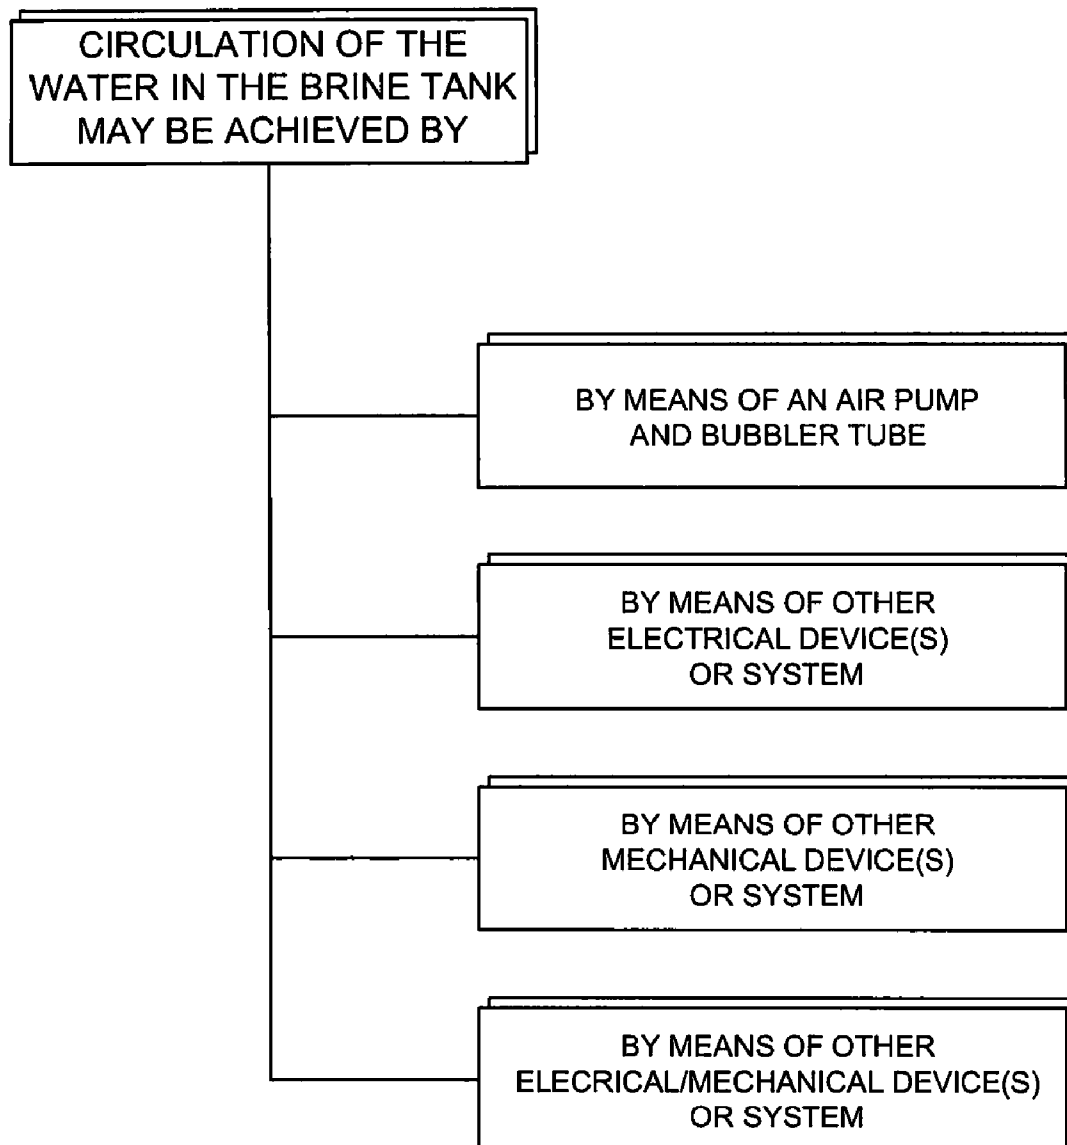 CIRCULATION OF THE
WATER IN THE BRINE TANK
MAY BE ACHIEVED BY
BY MEANS OF AN AIR PUMP
AND BUBBLER TUBE
BY MEANS OF OTHER
ELECTRICAL DEVICE(S)
OR SYSTEM
BY MEANS OF OTHER
MECHANICAL DEVICE(S)
OR SYSTEM
BY MEANS OF OTHER
ELECRICAL/MECHANICAL DEVICE(S)
OR SYSTEM